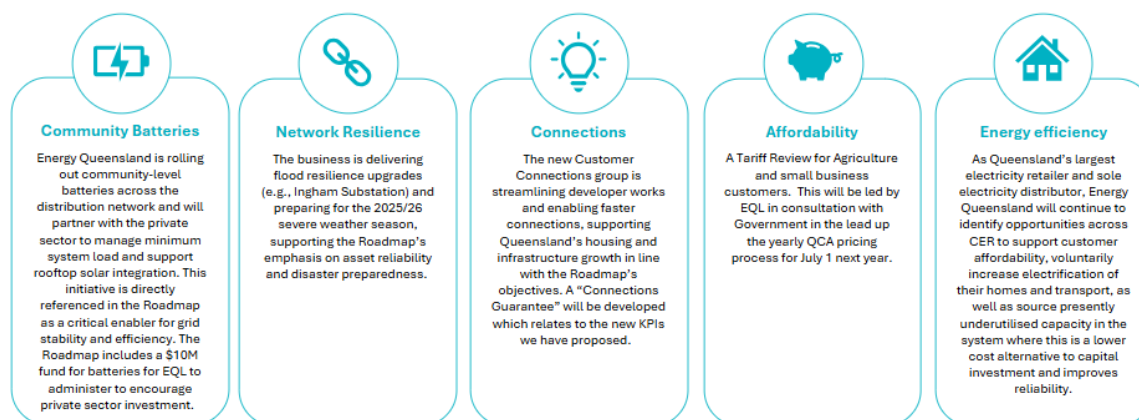 Community Batteries
Energy Queensland is rolling
out community-level
batteries across the
distribution network and will
partner with the private
sector to manage minimum
system load and support
rooftop solar integration. This
initiative is directly
referenced in the Roadmap
as a critical enabler for grid
stability and efficiency. The
Roadmap includes a $10M
fund for batteries for EQL to
administer to encourage
private sector investment.
Network Resilience
The business is delivering
flood resilience upgrades
(e.g., Ingham Substation) and
preparing for the 2025/26
severe weather season,
supporting the Roadmap's
emphasis on asset reliability
and disaster preparedness.
Connections
The new Customer
Connections group is
streamlining developer works
and enabling faster
connections, supporting
Queensland's housing and
infrastructure growth in line
with the Roadmap's
objectives. A “Connections
Guarantee” will be developed
which relates to the new KPIs
we have proposed.
Affordability
A Tariff Review for Agriculture
and small business
customers. This will be led by
EQL in consultation with
Government in the lead up
the yearly QCA pricing
process for July 1 next year.
Energy efficiency
As Queensland's largest
electricity retailer and sole
electricity distributor, Energy
Queensland will continue to
identify opportunities across
CER to support customer
affordability, voluntarily
increase electrification of
their homes and transport, as
well as source presently
underutilised capacity in the
system where this is a lower
cost alternative to capital
investment and improves
reliability.